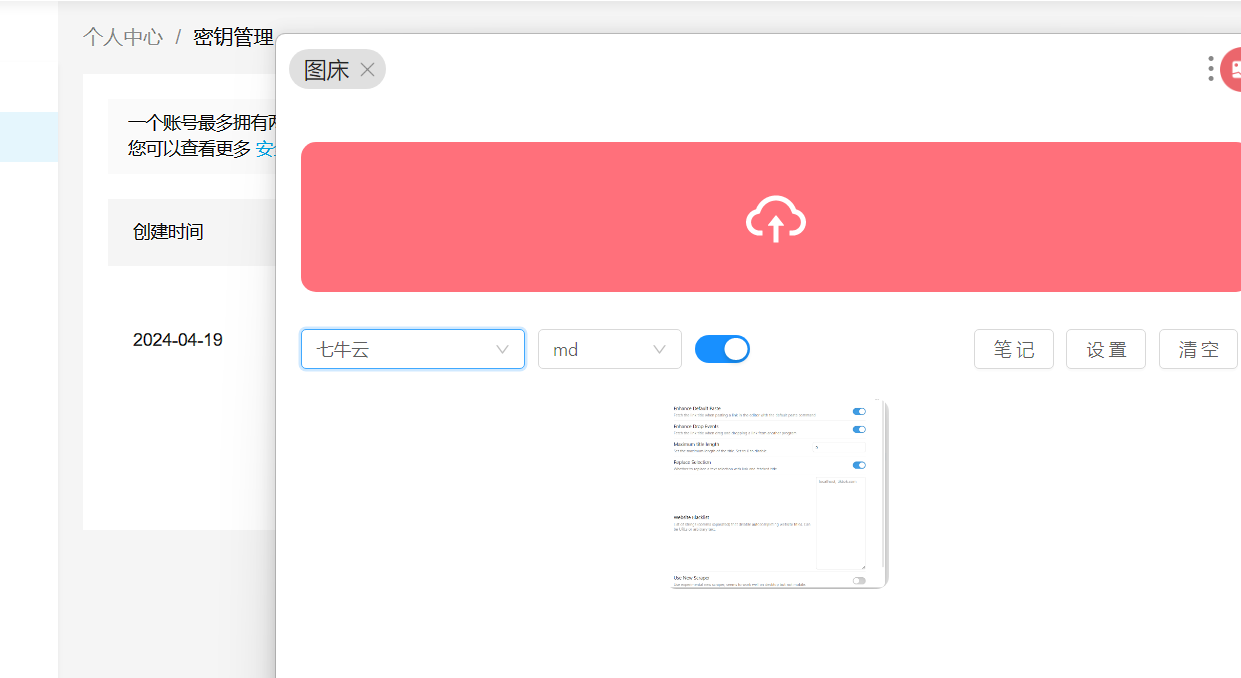 个人中心 / 密钥管理
一个账号最多拥有
您可以查看更多
创建时间
2024-04-19
图床
七牛云
md
笔记
设置
清空
Enhance Default Paste
Enhance Drop Events
Maximum title length
Replace Selection
Website Blacklist
Use New Scraper